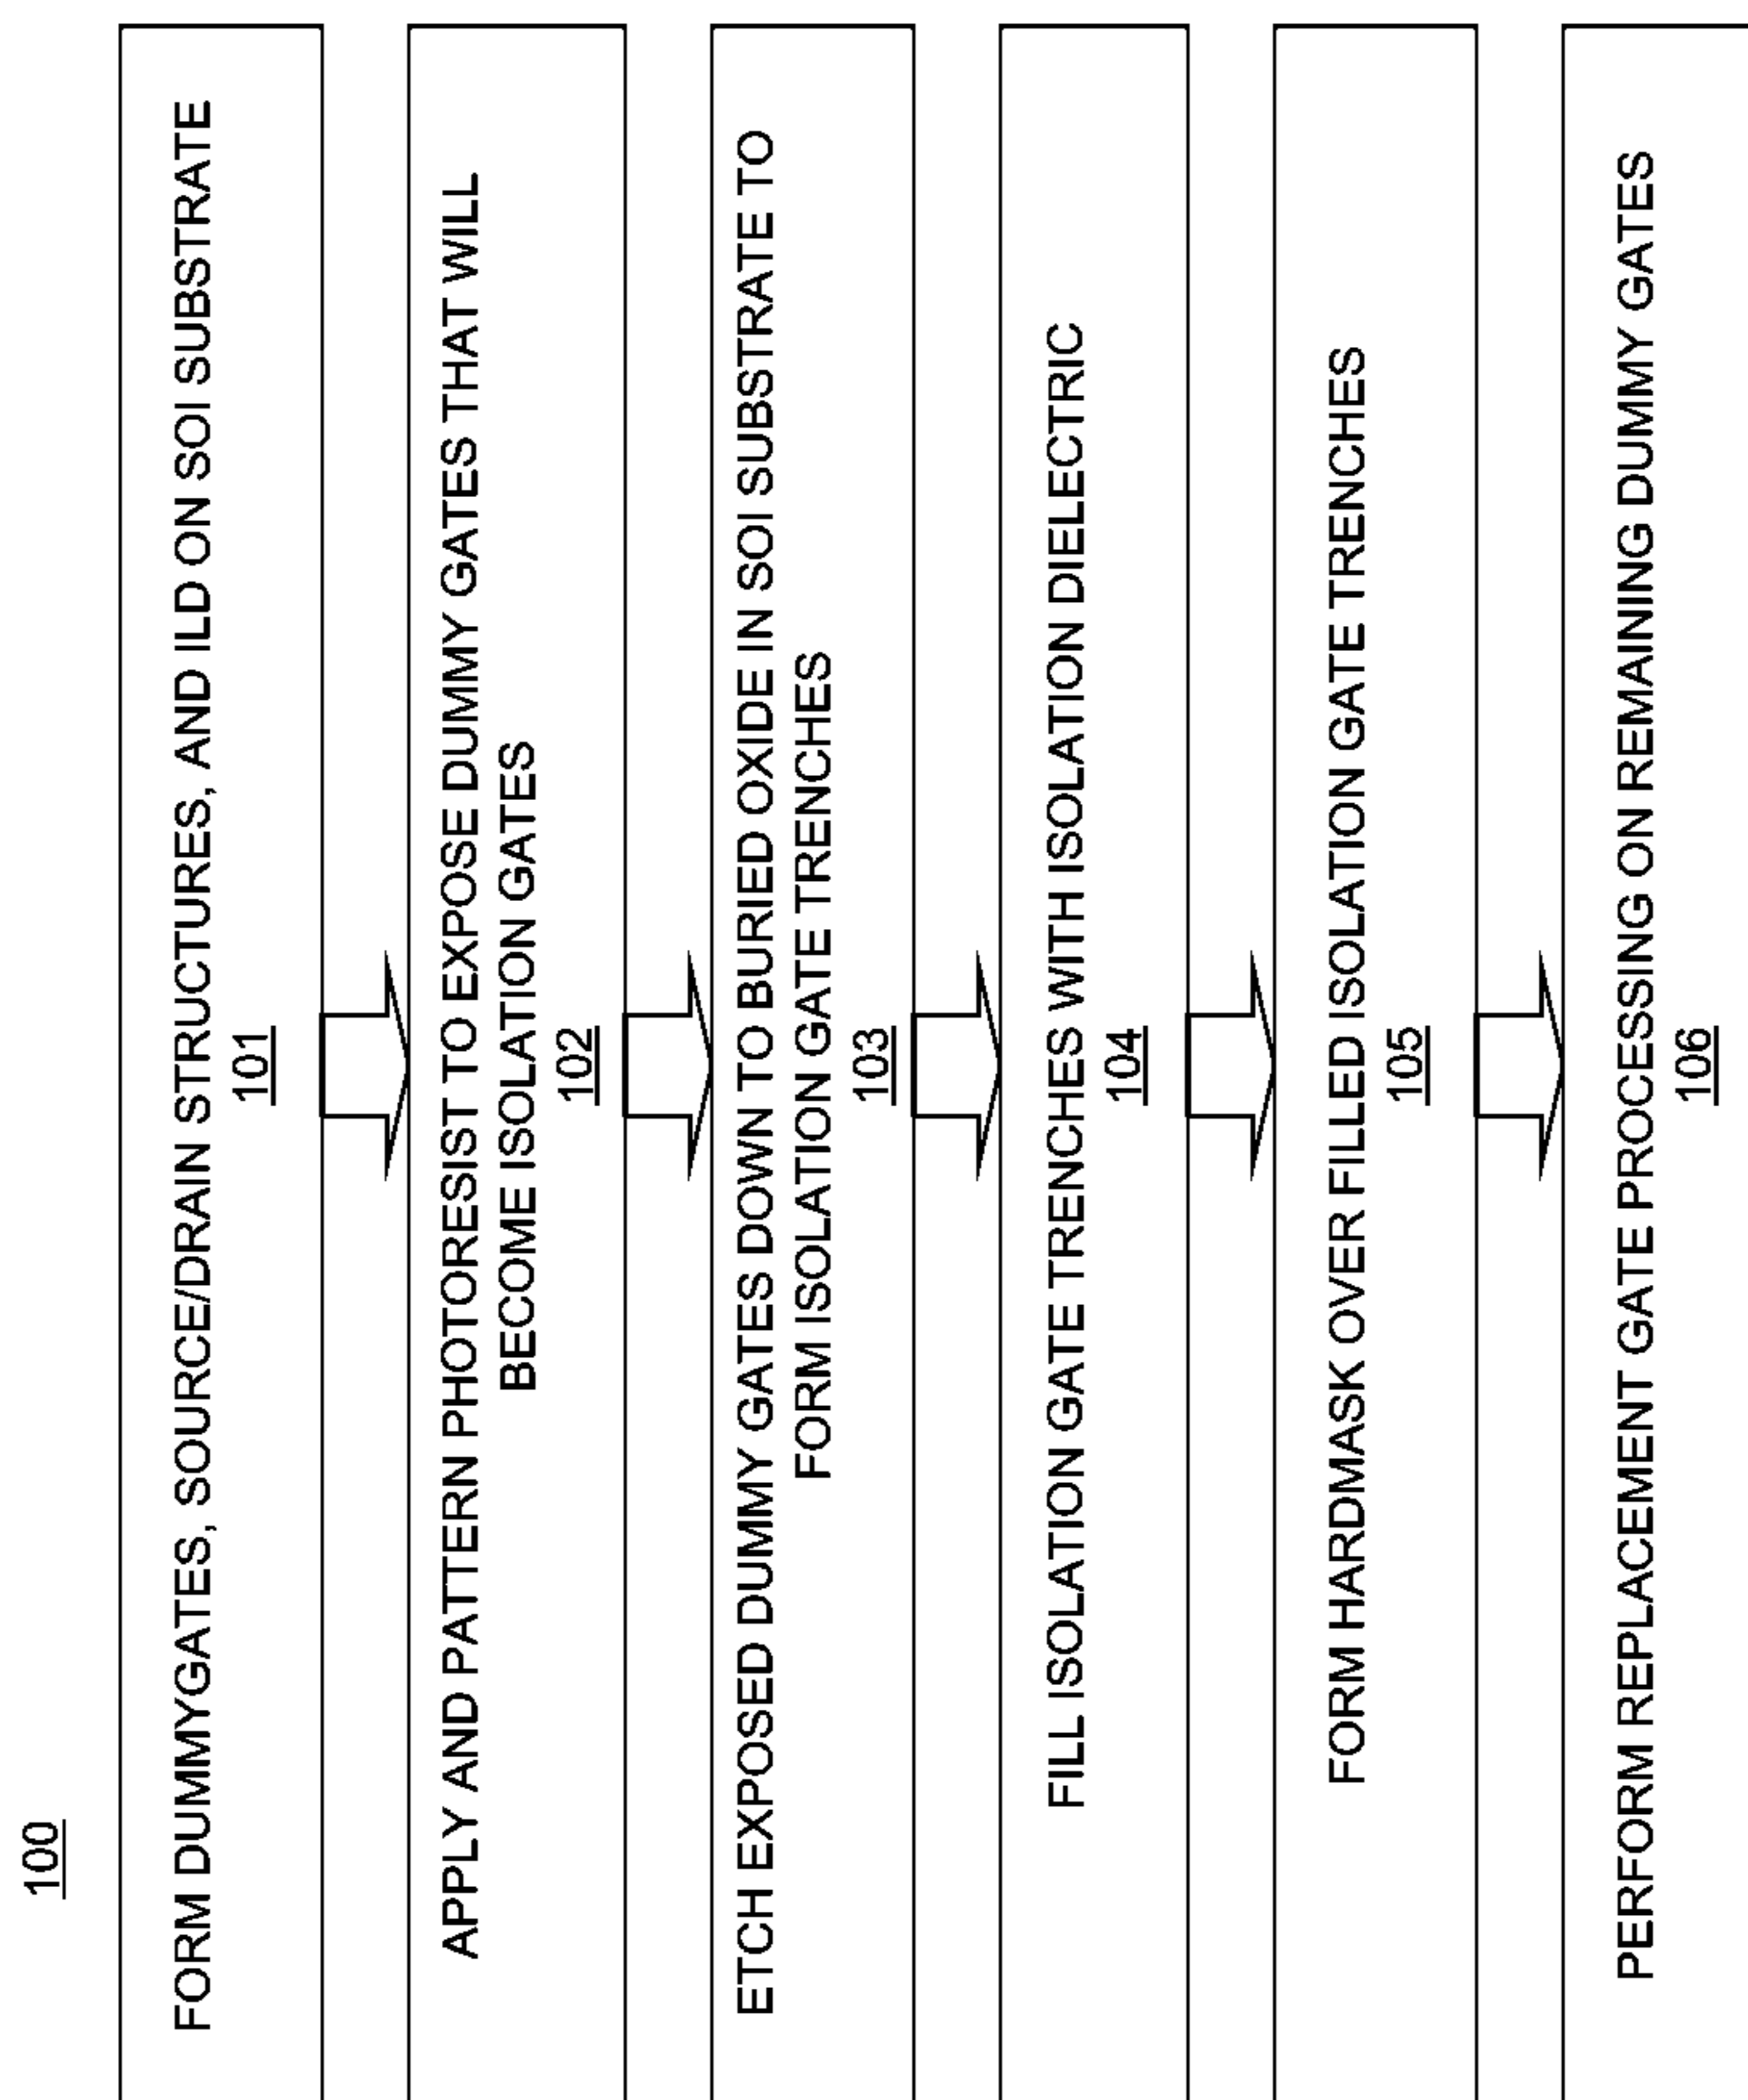 100
FORM DUMMYGATES, SOURCE/DRAIN STRUCTURES, AND ILD ON SOI SUBSTRATE
101
APPLY AND PATTERN PHOTORESIST TO EXPOSE DUMMY GATES THAT WILL
BECOME ISOLATION GATES
102
ETCH EXPOSED DUMMY GATES DOWN TO BURIED OXIDE IN SOI SUBSTRATE TO
FORM ISOLATION GATE TRENCHES
103
FILL ISOLATION GATE TRENCHES WITH ISOLATION DIELECTRIC
104
FORM HARDMASK OVER FILLED ISOLATION GATE TRENCHES
105
PERFORM REPLACEMENT GATE PROCESSING ON REMAINING DUMMY GATES
106